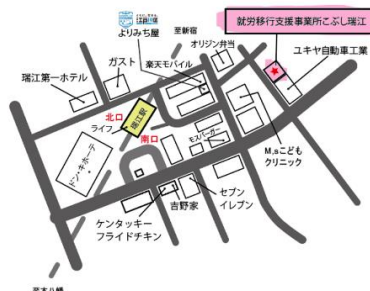 就労移行支援事業所こぶし瑞江
よりみち屋
至新宿
オリジン弁当
ガスト
楽天モバイル
ユキヤ自動車工業
瑞江第一ホテル
北口
瑞江駅
ライフ
南口
モスバーガー
M,sこども
クリニック
ドン・キホーテ
セブン
イレブン
吉野家
ケンタッキー
フライドチキン
至本八幡